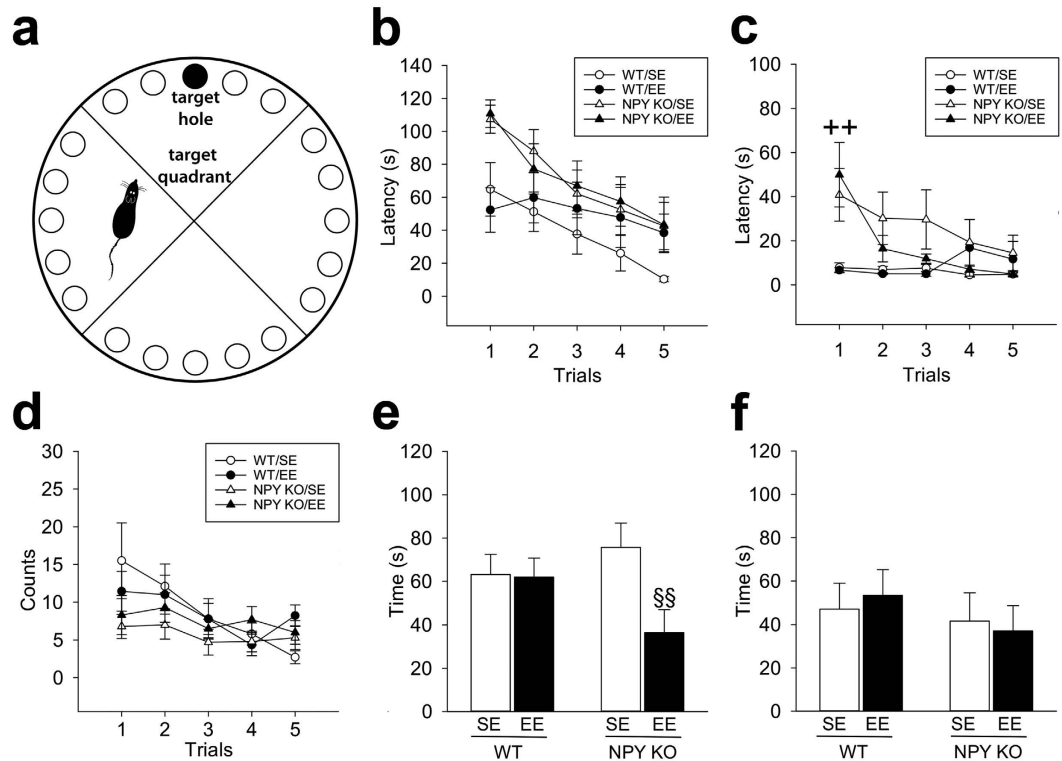 a
target
hole
target
quadrant
b
Latency (s)
140
120
100
80
60
40
20
0
WT/SE
WT/EE
NPY KO/SE
NPY KO/EE
1 2 3 4 5
Trials
c
Latency (s)
100
80
60
40
20
0
++
WT/SE
WT/EE
NPY KO/SE
NPY KO/EE
1 2 3 4 5
Trials
d
Counts
30
25
20
15
10
5
0
WT/SE
WT/EE
NPY KO/SE
NPY KO/EE
1 2 3 4 5
Trials
e
Time (s)
120
100
80
60
40
20
0
§§
SE EE SE EE
WT NPY KO
f
Time (s)
120
100
80
60
40
20
0
SE EE SE EE
WT NPY KO